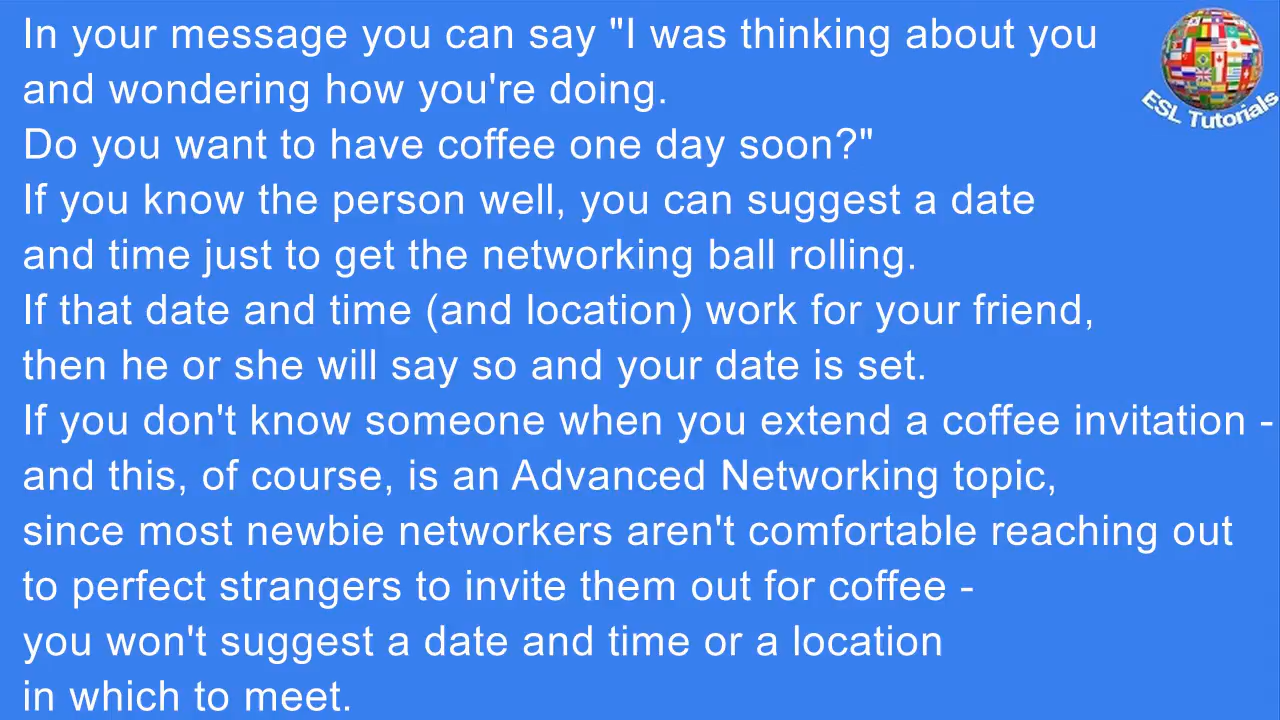 In your message you can say "I was thinking about you
and wondering how you're doing.
Do you want to have coffee one day soon?"
If you know the person well, you can suggest a date
and time just to get the networking ball rolling.
If that date and time (and location) work for your friend,
then he or she will say so and your date is set.
If you don't know someone when you extend a coffee invitation -
and this, of course, is an Advanced Networking topic,
since most newbie networkers aren't comfortable reaching out
to perfect strangers to invite them out for coffee -
you won't suggest a date and time or a location
in which to meet.
ESL Tutorials